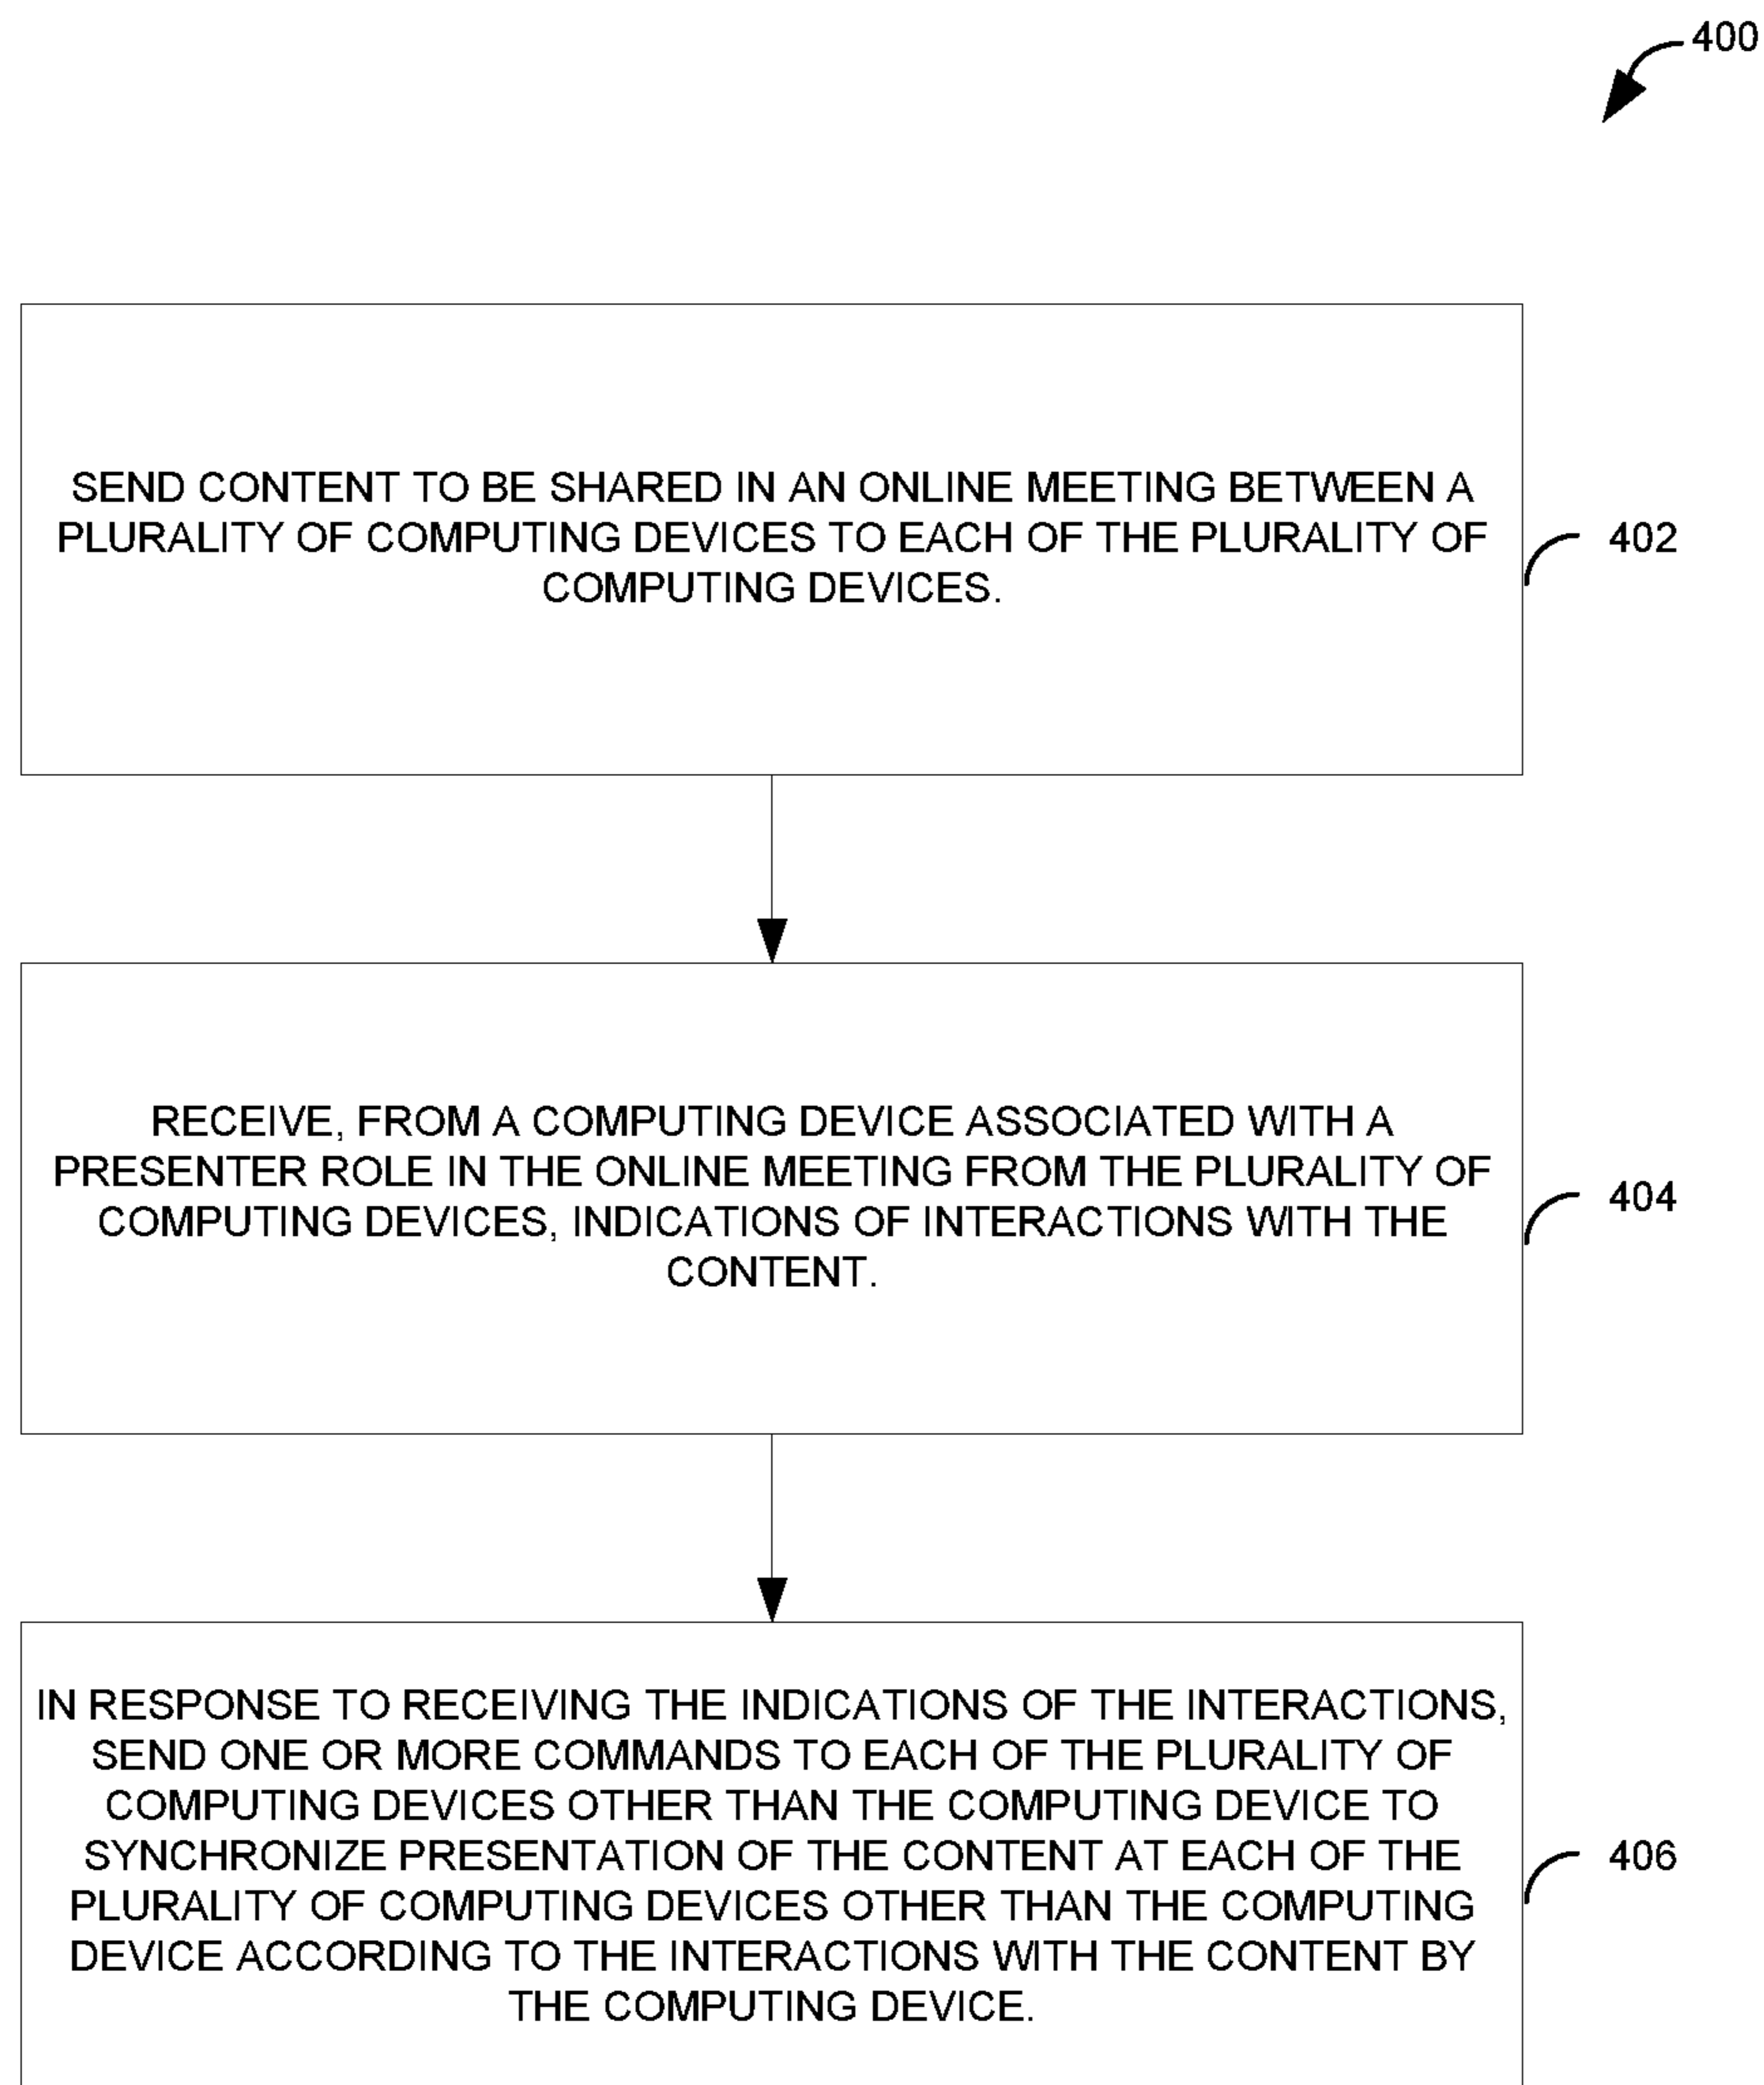 400
SEND CONTENT TO BE SHARED IN AN ONLINE MEETING BETWEEN A
PLURALITY OF COMPUTING DEVICES TO EACH OF THE PLURALITY OF
COMPUTING DEVICES.
402
RECEIVE, FROM A COMPUTING DEVICE ASSOCIATED WITH A
PRESENTER ROLE IN THE ONLINE MEETING FROM THE PLURALITY OF
COMPUTING DEVICES, INDICATIONS OF INTERACTIONS WITH THE
CONTENT.
404
IN RESPONSE TO RECEIVING THE INDICATIONS OF THE INTERACTIONS,
SEND ONE OR MORE COMMANDS TO EACH OF THE PLURALITY OF
COMPUTING DEVICES OTHER THAN THE COMPUTING DEVICE TO
SYNCHRONIZE PRESENTATION OF THE CONTENT AT EACH OF THE
PLURALITY OF COMPUTING DEVICES OTHER THAN THE COMPUTING
DEVICE ACCORDING TO THE INTERACTIONS WITH THE CONTENT BY
THE COMPUTING DEVICE.
406